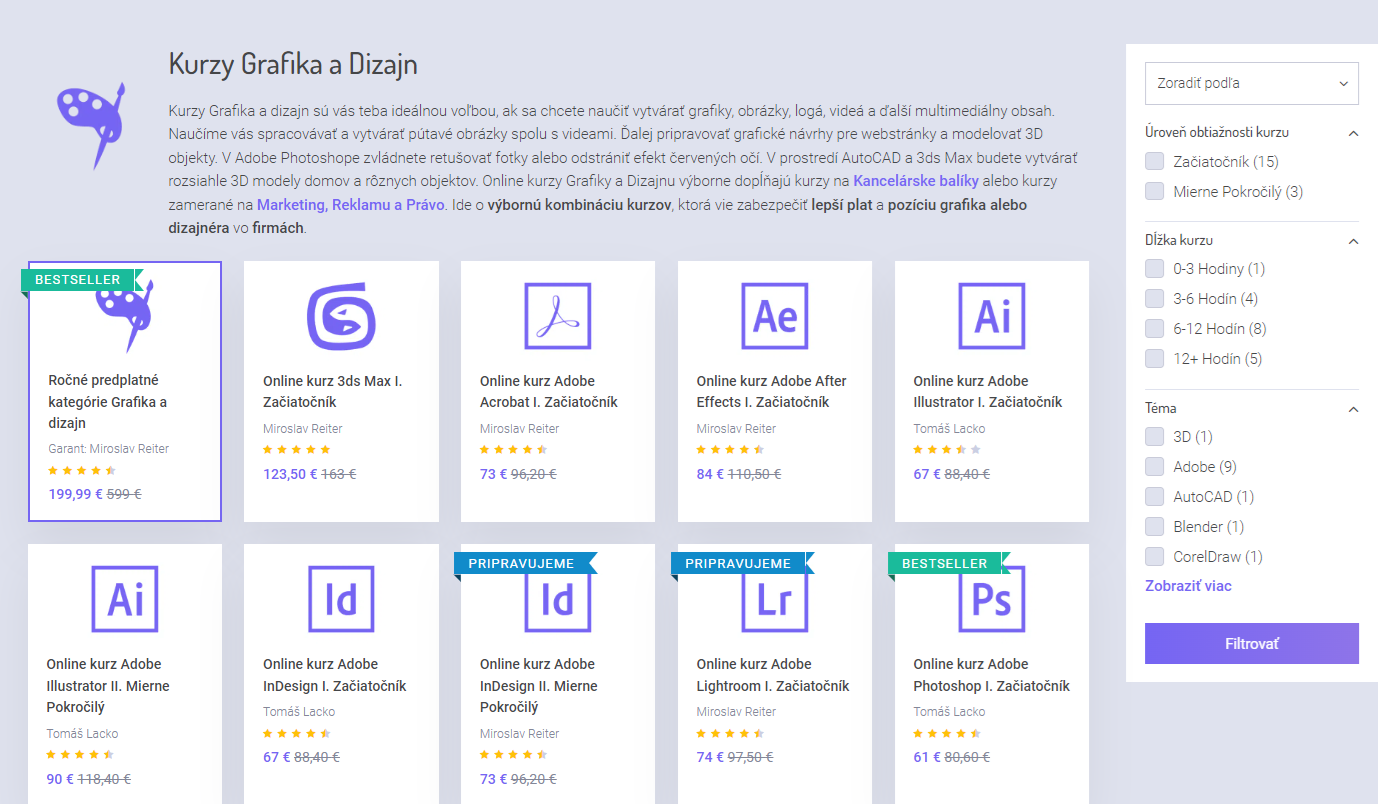 Kurzy Grafika a Dizajn
Kurzy Grafika a dizajn sú vás teba ideálnou voľbou, ak sa chcete naučiť vytvárať grafiky, obrázky, logá, videá a ďalší multimediálny obsah.
Naučíme vás spracovávať a vytvárať pútavé obrázky spolu s videami. Ďalej pripravovať grafické návrhy pre webstránky a modelovať 3D
objekty. V Adobe Photoshope zvládnete retušovať fotky alebo odstrániť efekt červených očí. V prostredí AutoCAD a 3ds Max budete vytvárať
rozsiahle 3D modely domov a rôznych objektov. Online kurzy Grafiky a Dizajnu výborne dopĺňajú kurzy na Kancelárske balíky alebo kurzy
zamerané na Marketing, Reklamu a Právo. Ide o výbornú kombináciu kurzov, ktorá vie zabezpečiť lepší plat a pozíciu grafika alebo
dizajnéra vo firmách.
BESTSELLER
Ročné predplatné
kategórie Grafika a
dizajn
Garant: Miroslav Reiter
199,99 € 599 €
Online kurz 3ds Max I.
Začiatočník
Miroslav Reiter
123,50 € 163 €
Online kurz Adobe
Acrobat I. Začiatočník
Miroslav Reiter
73 € 96,20 €
Ae
Online kurz Adobe After
Effects I. Začiatočník
Miroslav Reiter
84 € 110,50 €
Ai
Online kurz Adobe
Illustrator I. Začiatočník
Tomáš Lacko
67 € 88,40 €
Ai
Online kurz Adobe
Illustrator II. Mierne
Pokročilý
Tomáš Lacko
90 € 118,40 €
Id
Online kurz Adobe
InDesign I. Začiatočník
Tomáš Lacko
67 € 88,40 €
PRIPRAVUJEME
Id
Online kurz Adobe
InDesign II. Mierne
Pokročilý
Miroslav Reiter
73 € 96,20 €
PRIPRAVUJEME
Lr
Online kurz Adobe
Lightroom I. Začiatočník
Miroslav Reiter
74 € 97,50 €
BESTSELLER
Ps
Online kurz Adobe
Photoshop I. Začiatočník
Tomáš Lacko
61 € 80,60 €
Zoradiť podľa
Úroveň obtiažnosti kurzu
Začiatočník (15)
Mierne Pokročilý (3)
Dĺžka kurzu
0-3 Hodiny (1)
3-6 Hodín (4)
6-12 Hodín (8)
12+ Hodín (5)
Téma
3D (1)
Adobe (9)
AutoCAD (1)
Blender (1)
CorelDraw (1)
Zobraziť viac
Filtrovať